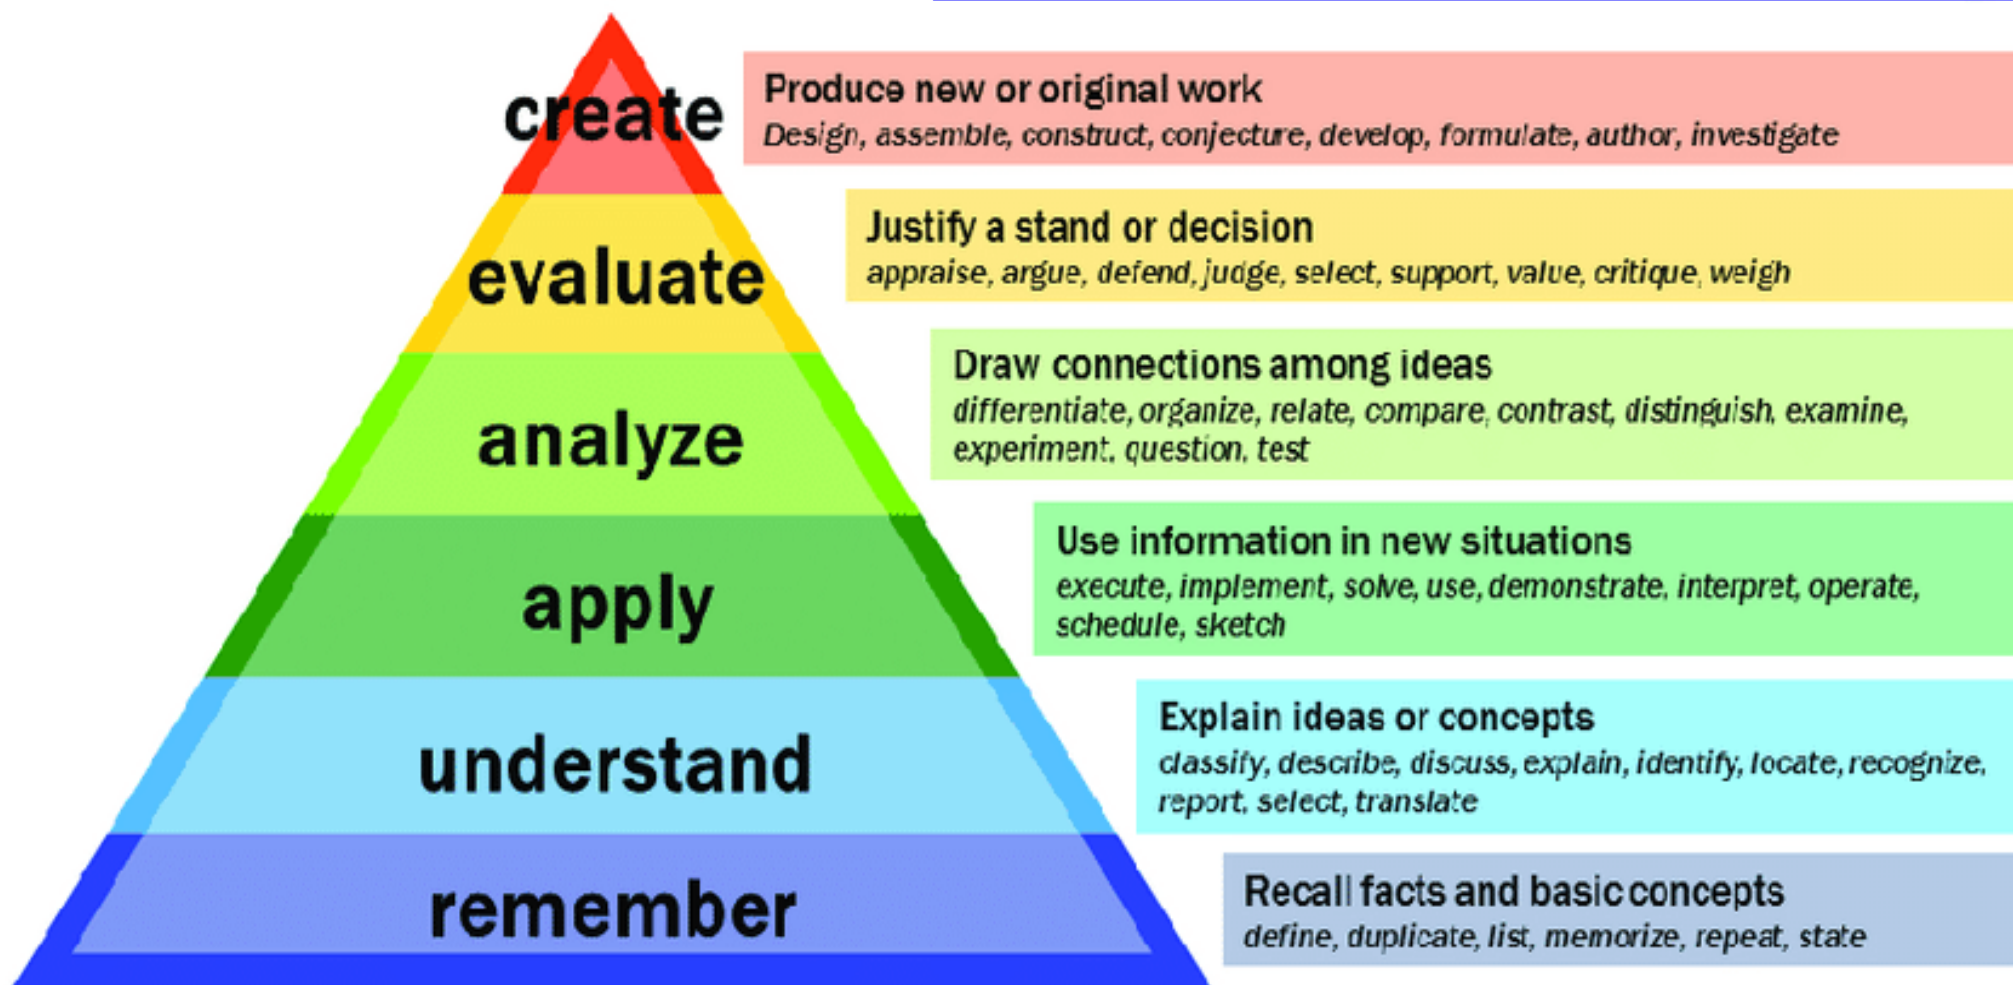 create
Produce new or original work
Design, assemble, construct, conjecture, develop, formulate, author, investigate
evaluate
Justify a stand or decision
appraise, argue, defend, judge, select, support, value, critique, weigh
analyze
Draw connections among ideas
differentiate, organize, relate, compare, contrast, distinguish, examine,
experiment, question, test
apply
Use information in new situations
execute, implement, solve, use, demonstrate, interpret, operate,
schedule, sketch
understand
Explain ideas or concepts
classify, describe, discuss, explain, identify, locate, recognize,
report, select, translate
remember
Recall facts and basic concepts
define, duplicate, list, memorize, repeat, state